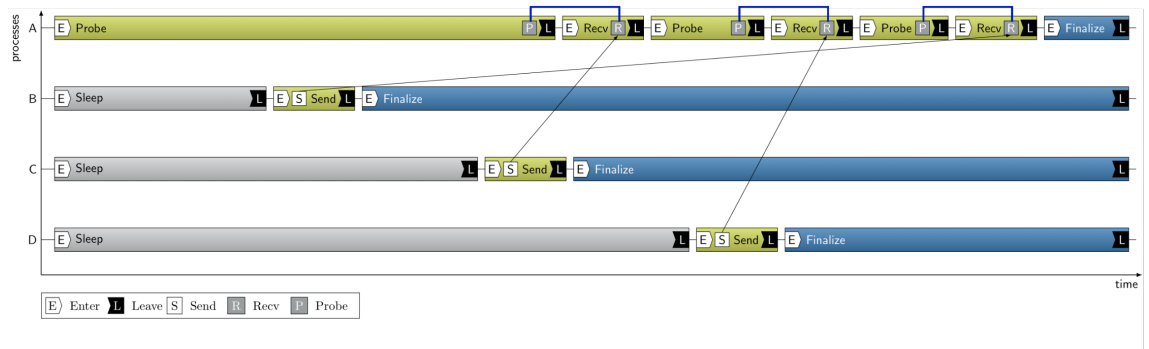 processes
A E Probe P L E Recv R L E Probe P L E Recv R L E Probe P L E Recv R L E Finalize L
B E Sleep L E S Send L E Finalize L
C E Sleep L E S Send L E Finalize L
D E Sleep L E S Send L E Finalize L
time
E Enter L Leave S Send R Recv P Probe